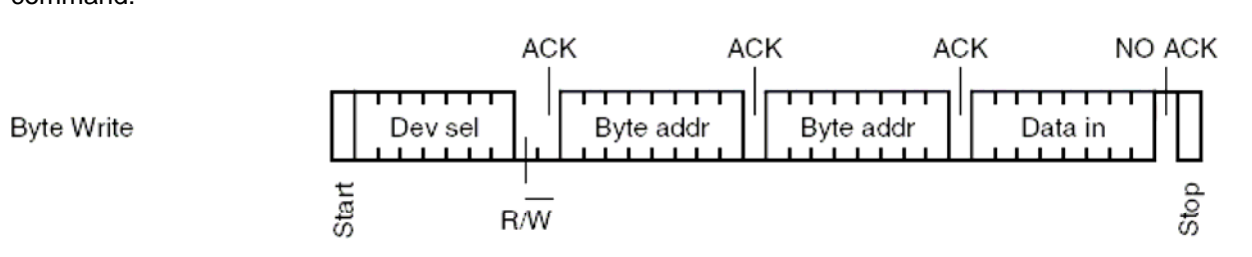 command.
ACK ACK ACK NO ACK
Byte Write
Dev sel Byte addr Byte addr Data in
Start
R/W̅
Stop